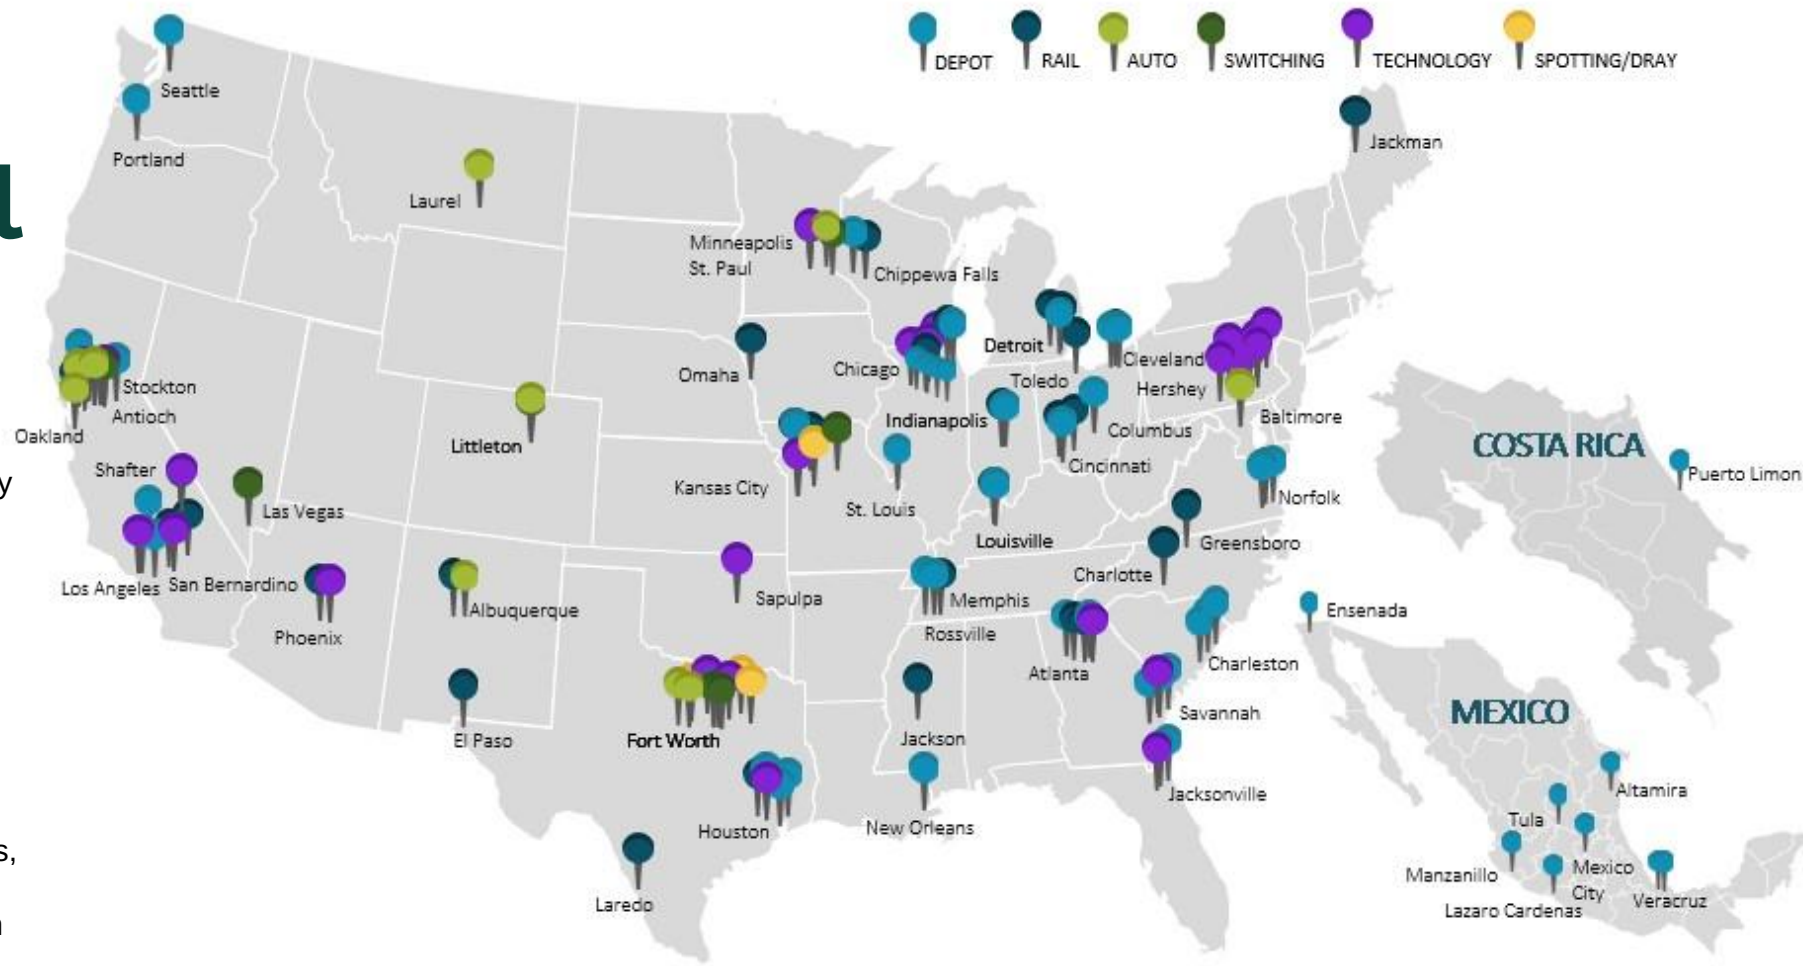 DEPOT
RAIL
AUTO
SWITCHING
TECHNOLOGY
SPOTTING/DRAY
Seattle
Jackman
Portland
Laurel
Minneapolis
St. Paul
Chippewa Falls
Detroit
Cleveland
Omaha
Chicago
Toledo
Hershey
Stockton
Antioch
Baltimore
Indianapolis
Columbus
Oakland
Littleton
COSTA RICA
Cincinnati
Shafter
Puerto Limon
y
Kansas City
Norfolk
Las Vegas
St. Louis
Louisville
Greensboro
Charlotte
Los Angeles
San Bernardino
Sapulpa
Memphis
Albuquerque
Ensenada
Phoenix
Rossville
Charleston
Atlanta
MEXICO
Savannah
El Paso
Fort Worth
Jackson
Altamira
Jacksonville
Tula
New Orleans
Houston
s,
Mexico
City
Manzanillo
Veracruz
Laredo
Lazaro Cardenas